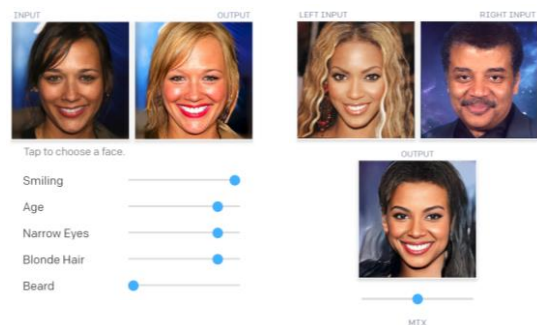 INPUT OUTPUT
Tap to choose a face.
Smiling
Age
Narrow Eyes
Blonde Hair
Beard
LEFT INPUT RIGHT INPUT
OUTPUT
MIX